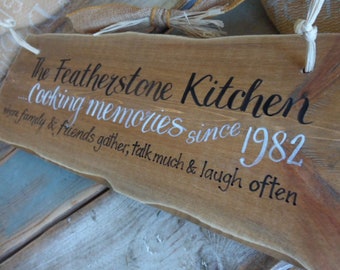 The Featherstone Kitchen
Cooking memories since 1982
where family & friends gather, talk much & laugh often